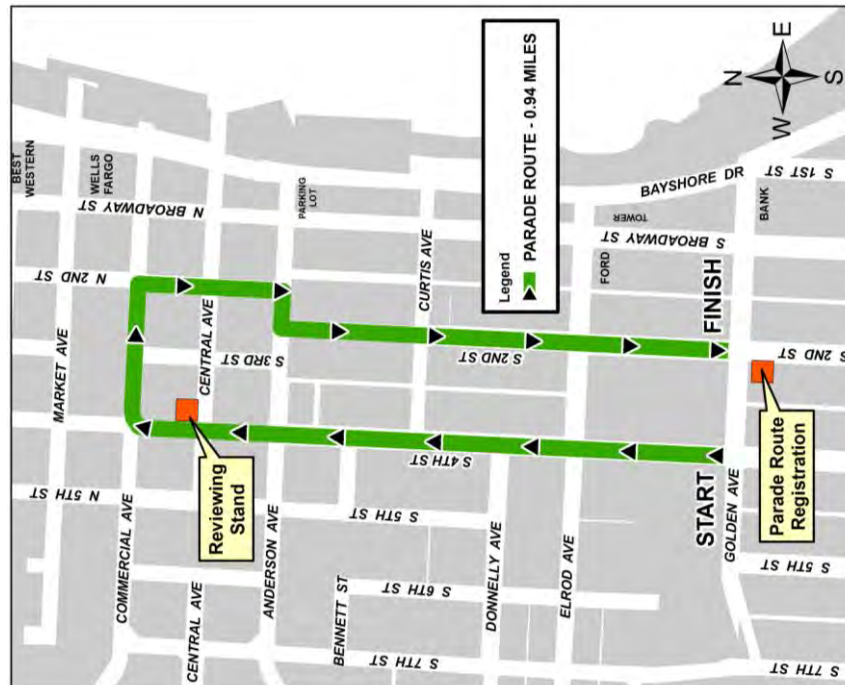 BEST
WESTERN
WELLS
FARGO
N BROADWAY ST
N 2ND ST
MARKET AVE
N 5TH ST
COMMERCIAL AVE
CENTRAL AVE
CENTRAL AVE
Reviewing
Stand
S 3RD ST
ANDERSON AVE
PARKING
LOT
CURTIS AVE
S 2ND ST
S 4TH ST
S 5TH ST
BENNETT ST
S 6TH ST
S 7TH ST
DONNELLY AVE
ELROD AVE
FORD
TOWER
S BROADWAY ST
BAYSHORE DR
Legend
PARADE ROUTE - 0.94 MILES
N
E
S
W
START
FINISH
GOLDEN AVE
BANK
S 1ST ST
S 2ND ST
Parade Route
Registration
S 5TH ST
S 7TH ST